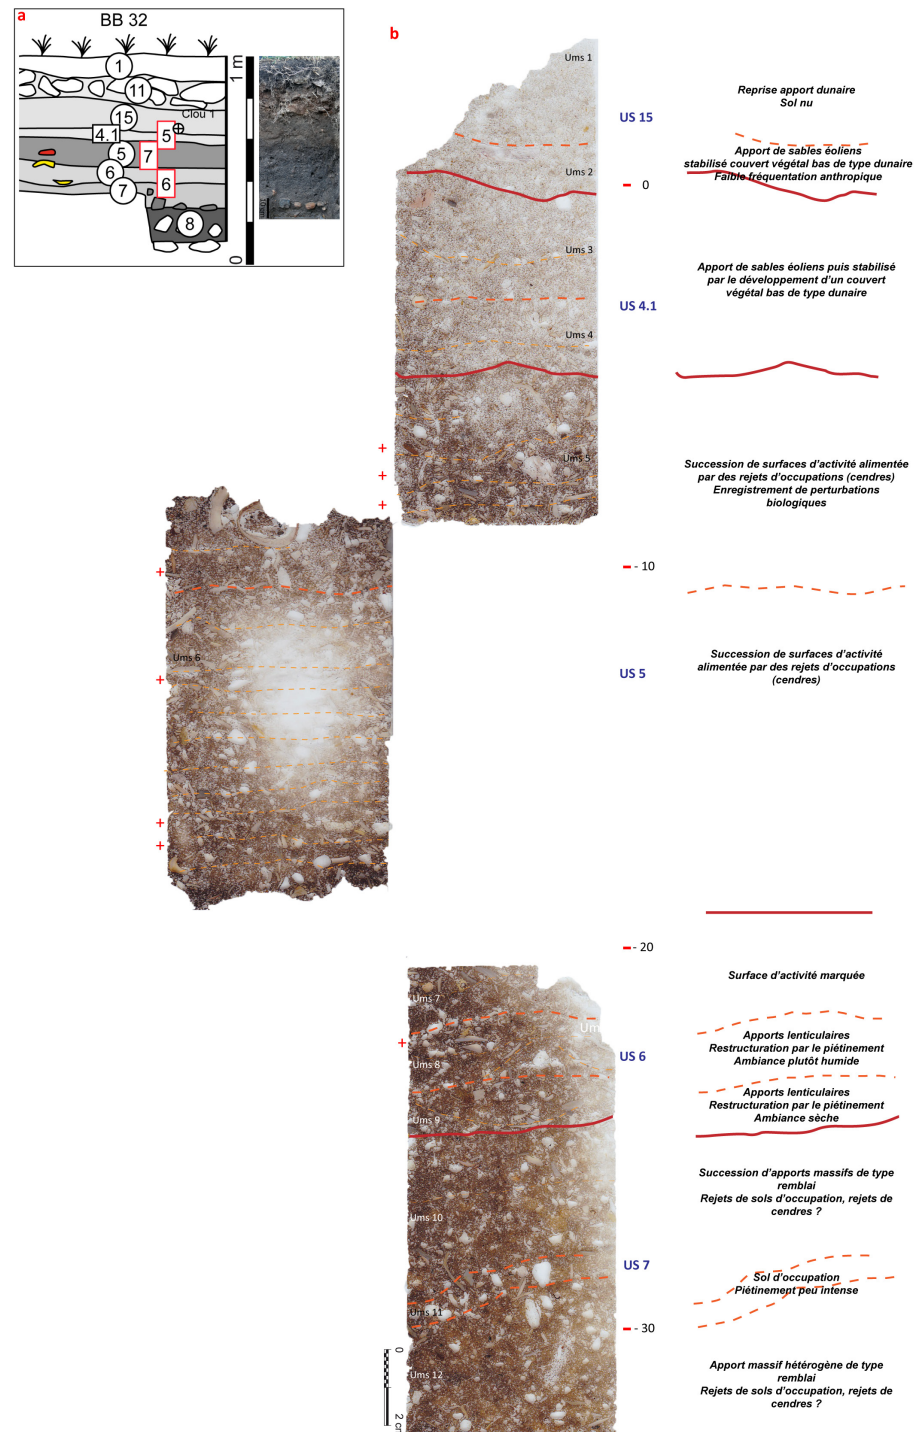 a
BB 32
1
11
15
Clou 1
4.1
5
5
7
6
6
7
8
1 m
0
b
Ums 1
US 15
Reprise apport dunaire
Sol nu
Apport de sables éoliens
stabilisé couvert végétal bas de type dunaire
Faible fréquentation anthropique
Ums 2
0
Ums 3
Apport de sables éoliens puis stabilisé
par le développement d'un couvert
végétal bas de type dunaire
US 4.1
Ums 4
+
Ums 5
+
+
Succession de surfaces d'activité alimentée
par des rejets d'occupations (cendres)
Enregistrement de perturbations
biologiques
- 10
+
Ums 6
+
US 5
Succession de surfaces d'activité
alimentée par des rejets d'occupations
(cendres)
+
+
- 20
Surface d'activité marquée
Ums 7
Um
+
US 6
Apports lenticulaires
Restructuration par le piétinement
Ambiance plutôt humide
Ums 8
Apports lenticulaires
Restructuration par le piétinement
Ambiance sèche
Ums 9
Succession d'apports massifs de type
remblai
Rejets de sols d'occupation, rejets de
cendres ?
Ums 10
US 7
Sol d'occupation
Piétinement peu intense
Ums 11
- 30
Apport massif hétérogène de type
remblai
Rejets de sols d'occupation, rejets de
cendres ?
Ums 12
0
2 cm